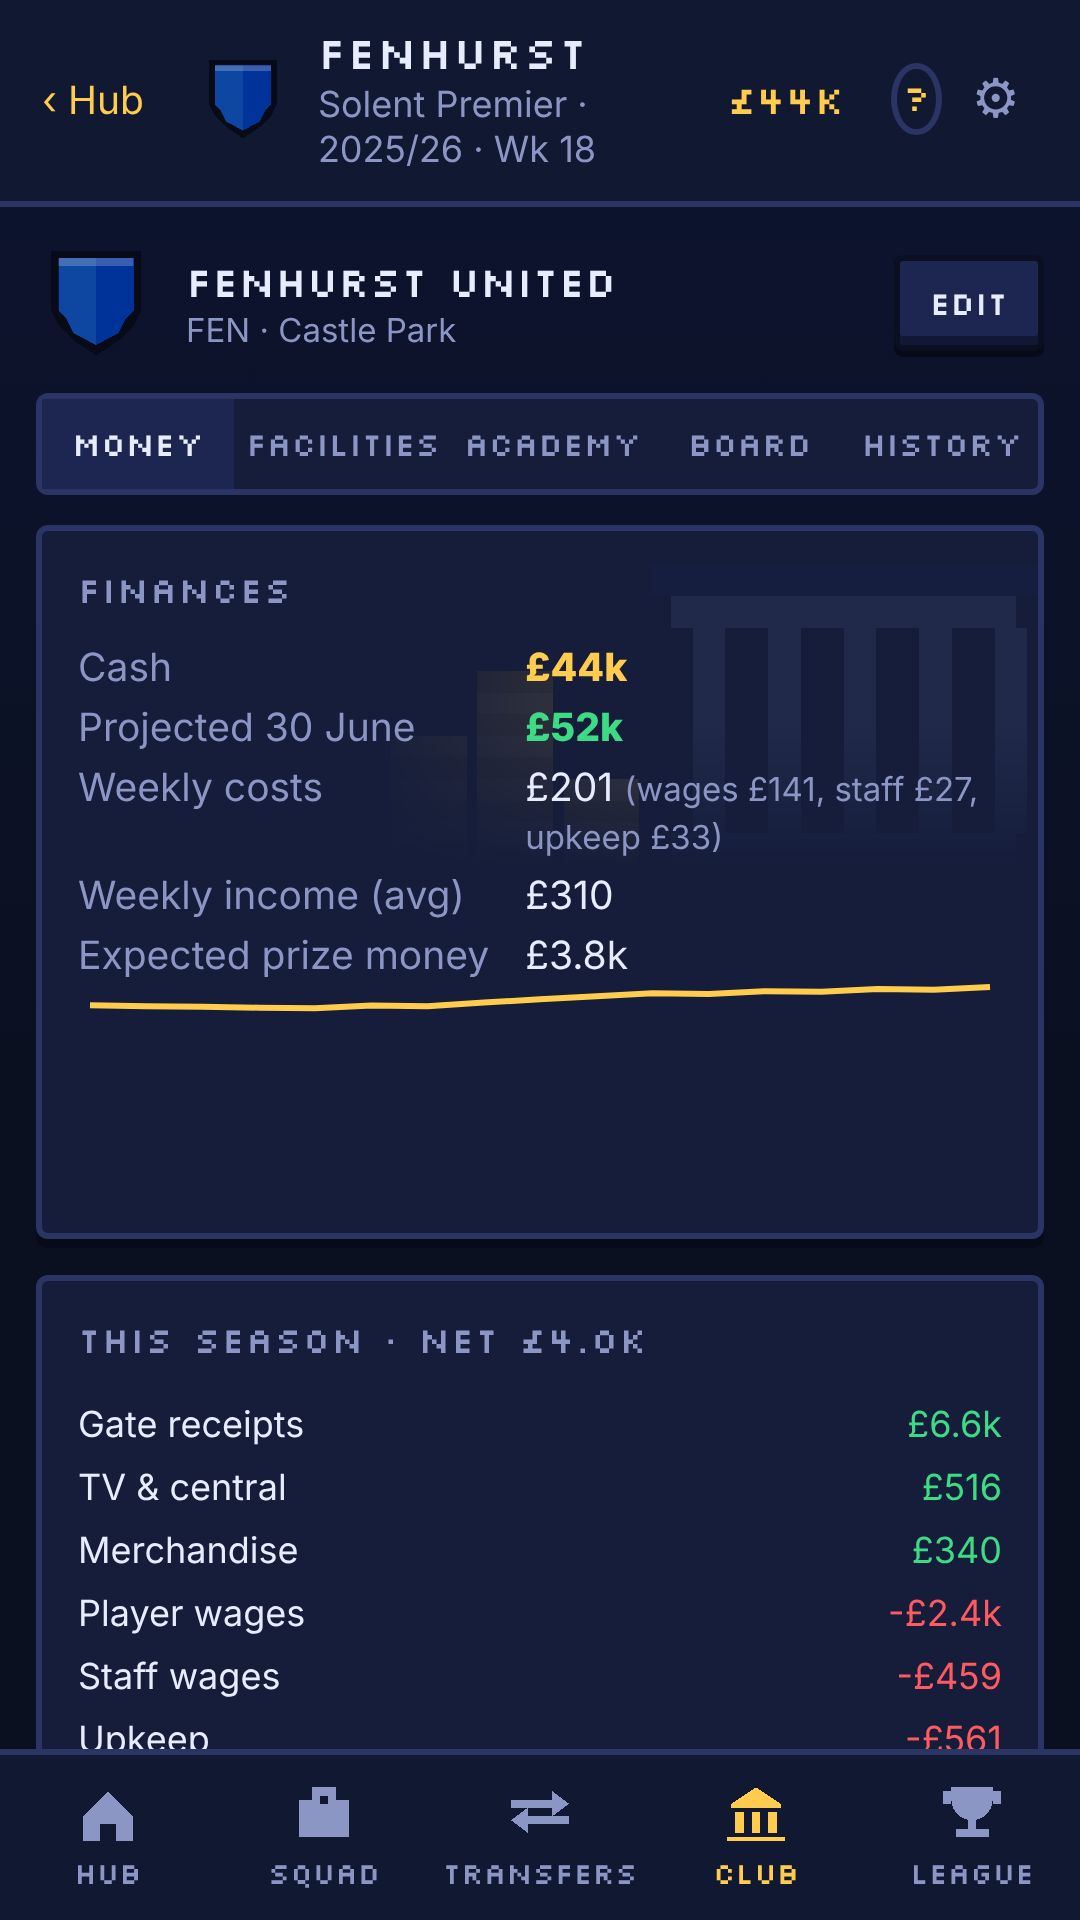 ‹ Hub
FENHURST
Solent Premier ·
2025/26 · Wk 18
£44K
?
FENHURST UNITED
FEN · Castle Park
EDIT
MONEY FACILITIES ACADEMY BOARD HISTORY
FINANCES
Cash £44k
Projected 30 June £52k
Weekly costs £201 (wages £141, staff £27,
upkeep £33)
Weekly income (avg) £310
Expected prize money £3.8k
THIS SEASON · NET £4.0K
Gate receipts £6.6k
TV & central £516
Merchandise £340
Player wages -£2.4k
Staff wages -£459
Upkeep -£561
HUB SQUAD TRANSFERS CLUB LEAGUE